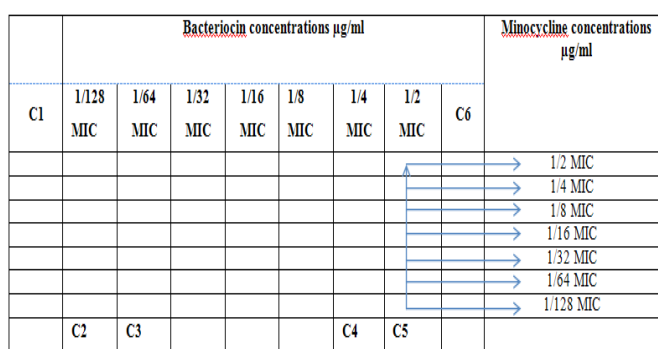 Bacteriocin concentrations µg/ml
Minocycline concentrations
µg/ml
C1
1/128
MIC
1/64
MIC
1/32
MIC
1/16
MIC
1/8
MIC
1/4
MIC
1/2
MIC
C6
1/2 MIC
1/4 MIC
1/8 MIC
1/16 MIC
1/32 MIC
1/64 MIC
1/128 MIC
C2 C3 C4 C5